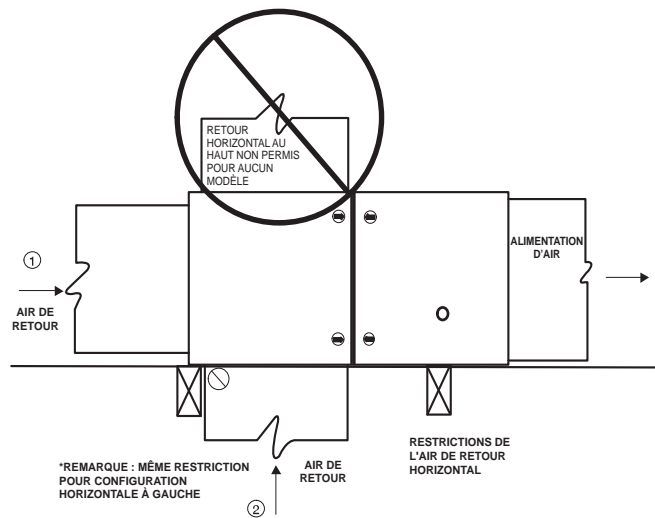 RETOUR
HORIZONTAL AU
HAUT NON PERMIS
POUR AUCUN
MODÈLE
ALIMENTATION
D'AIR
1
AIR DE
RETOUR
*REMARQUE : MÊME RESTRICTION
POUR CONFIGURATION
HORIZONTALE À GAUCHE
AIR DE
RETOUR
2
RESTRICTIONS DE
L'AIR DE RETOUR
HORIZONTAL